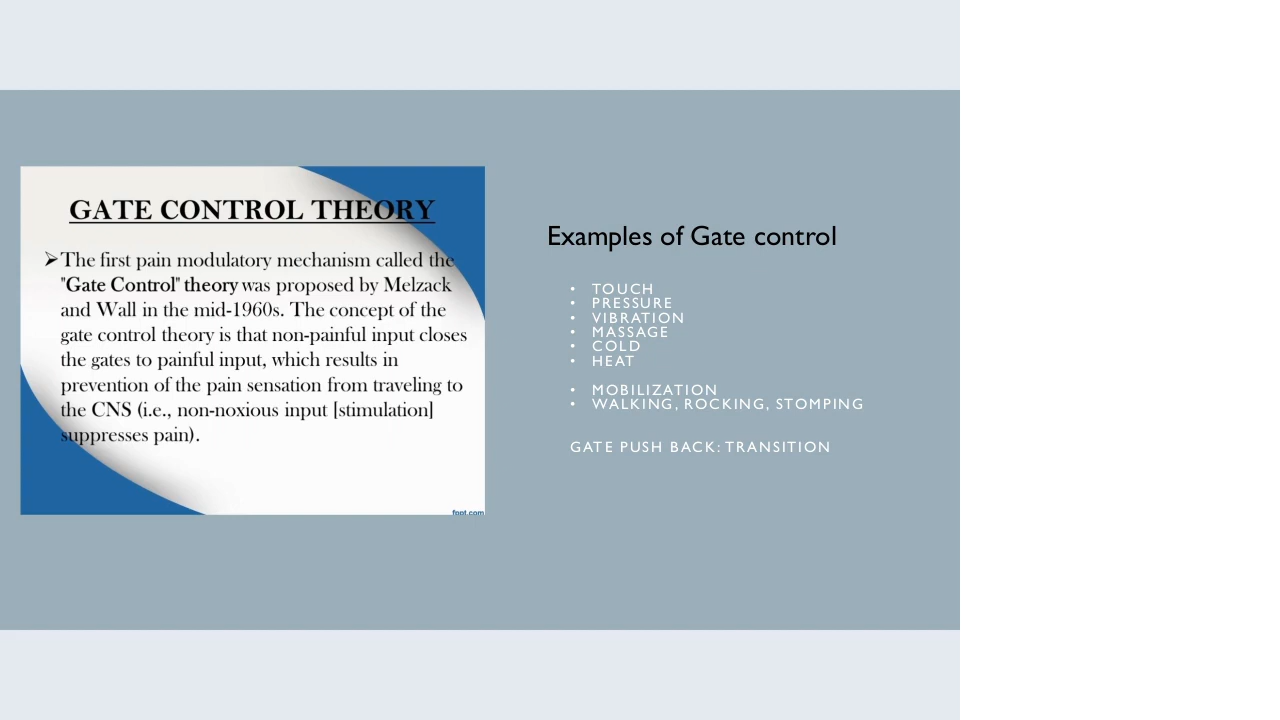 GATE CONTROL THEORY
➢The first pain modulatory mechanism called the
"Gate Control" theory was proposed by Melzack
and Wall in the mid-1960s. The concept of the
gate control theory is that non-painful input closes
the gates to painful input, which results in
prevention of the pain sensation from traveling to
the CNS (i.e., non-noxious input [stimulation]
suppresses pain).
fppt.com
Examples of Gate control
• TOUCH
• PRESSURE
• VIBRATION
• MASSAGE
• COLD
• HEAT
• MOBILIZATION
• WALKING, ROCKING, STOMPING
GATE PUSH BACK: TRANSITION